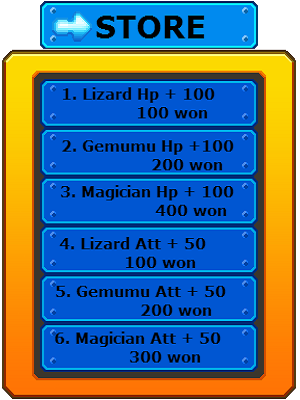 STORE
1. Lizard Hp + 100
100 won
2. Gemumu Hp +100
200 won
3. Magician Hp + 100
400 won
4. Lizard Att + 50
100 won
5. Gemumu Att + 50
200 won
6. Magician Att + 50
300 won